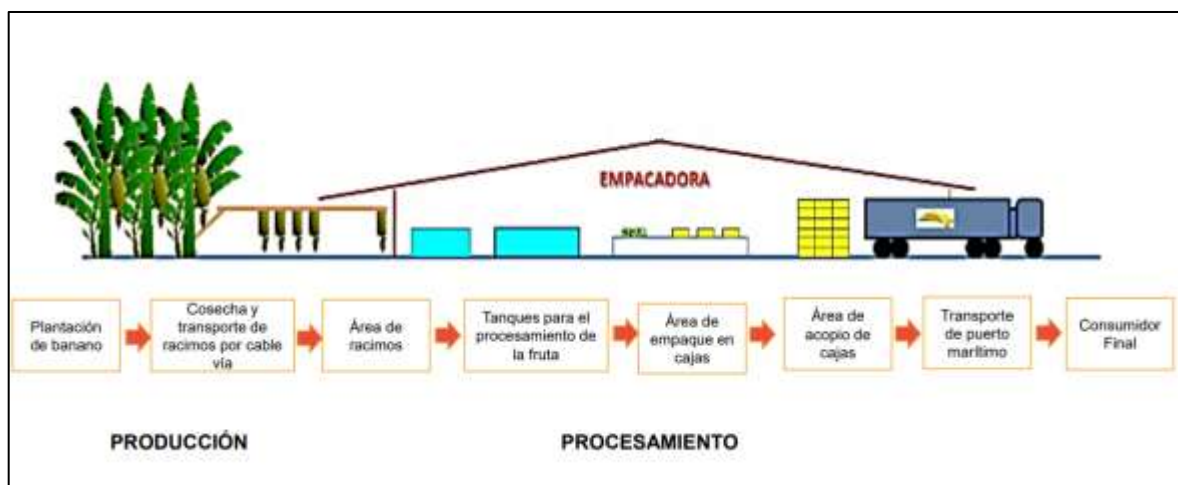 EMPACADORA
Plantación
de banano
Cosecha y
transporte de
racimos por cable
vía
Área de
racimos
Tanques para el
procesamiento de
la fruta
Área de
empaque en
cajas
Área de
acopio de
cajas
Transporte
de puerto
marítimo
Consumidor
Final
PRODUCCIÓN
PROCESAMIENTO